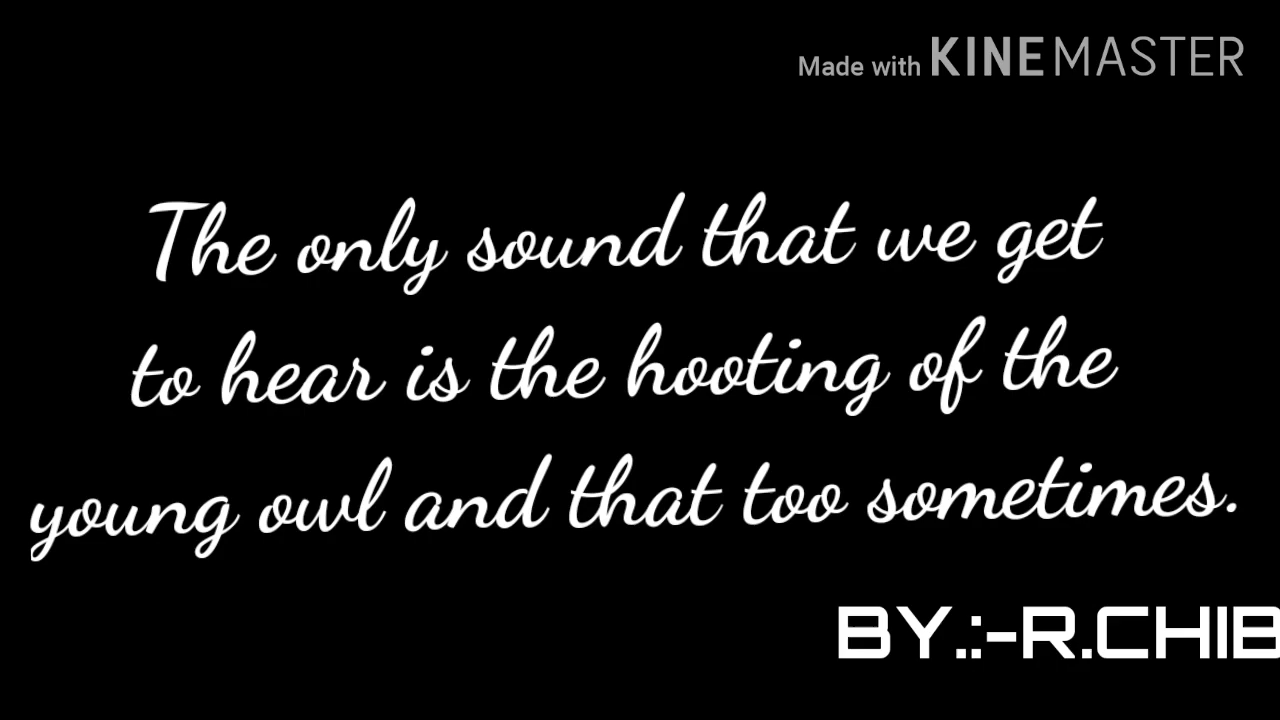 Made with KINEMASTER
The only sound that we get
to hear is the hooting of the
young owl and that too sometimes.
BY.:-R.CHIB